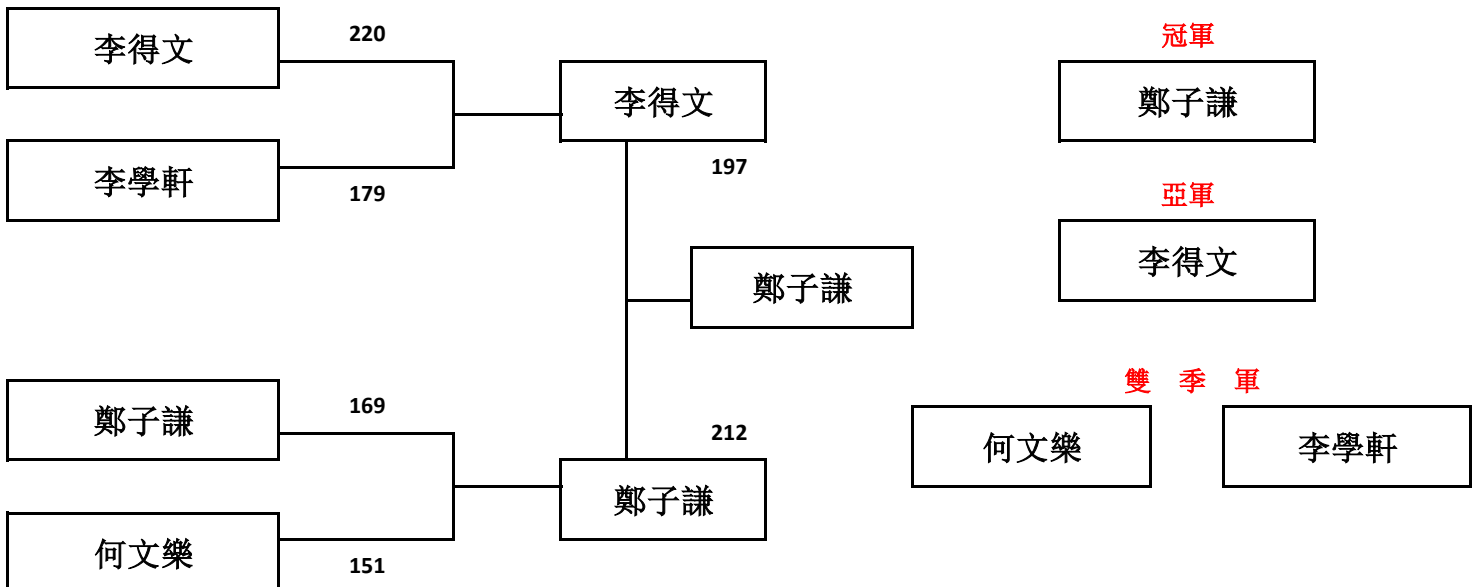 220
李得文
李學軒
179
李得文
197
鄭子謙
169
鄭子謙
何文樂
151
212
鄭子謙
冠軍
鄭子謙
亞軍
李得文
雙 季 軍
何文樂
李學軒